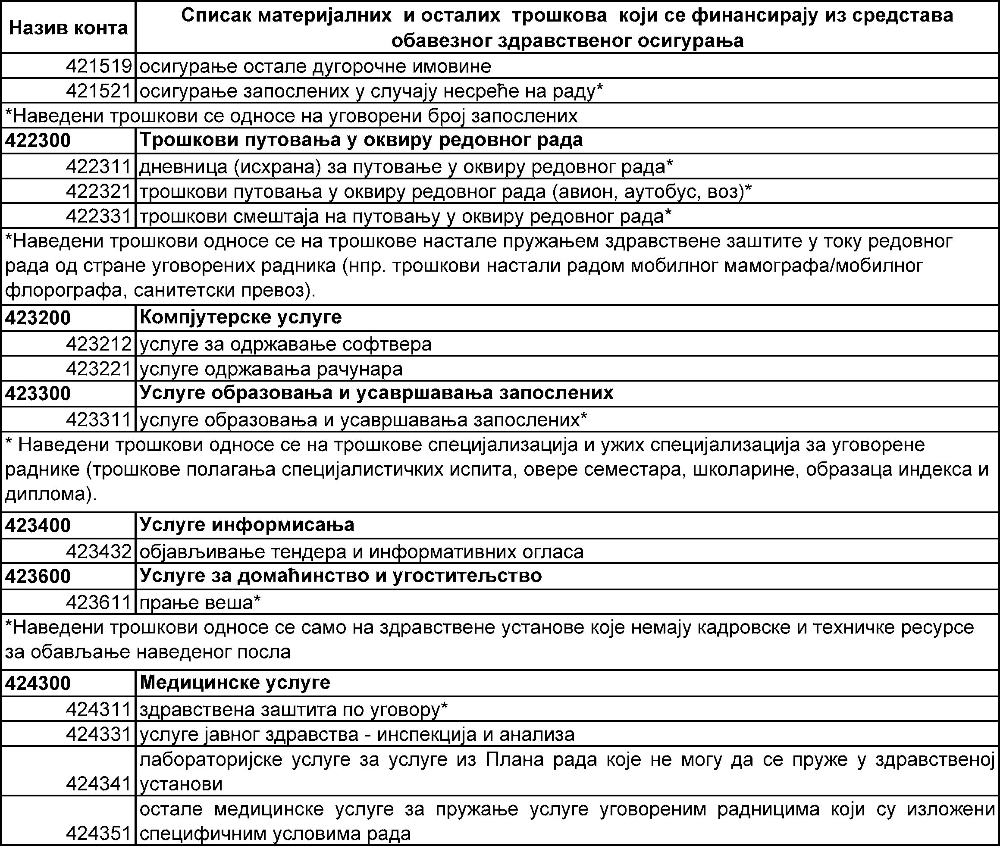 Назив конта
Списак материјалних и осталих трошкова који се финансирају из средстава
обавезног здравственог осигурања
421519 осигурање остале дугорочне имовине
421521 осигурање запослених у случају несреће на раду*
*Наведени трошкови се односе на уговорени број запослених
422300 Трошкови путовања у оквиру редовног рада
422311 дневница (исхрана) за путовање у оквиру редовног рада*
422321 трошкови путовања у оквиру редовног рада (авион, аутобус, воз)*
422331 трошкови смештаја на путовању у оквиру редовног рада*
*Наведени трошкови односе се на трошкове настале пружањем здравствене заштите у току редовног
рада од стране уговорених радника (нпр. трошкови настали радом мобилног мамографа/мобилног
флорографа, санитетски превоз).
423200 Компјутерске услуге
423212 услуге за одржавање софтвера
423221 услуге одржавања рачунара
423300 Услуге образовања и усавршавања запослених
423311 услуге образовања и усавршавања запослених*
* Наведени трошкови односе се на трошкове специјализација и ужих специјализација за уговорене
раднике (трошкове полагања специјалистичких испита, овере семестара, школарине, образаца индекса и
диплома).
423400 Услуге информисања
423432 објављивање тендера и информативних огласа
423600 Услуге за домаћинство и угоститељство
423611 прање веша*
*Наведени трошкови односе се само на здравствене установе које немају кадровске и техничке ресурсе
за обављање наведеног посла
424300 Медицинске услуге
424311 здравствена заштита по уговору*
424331 услуге јавног здравства - инспекција и анализа
лабораторијске услуге за услуге из Плана рада које не могу да се пруже у здравственој
424341 установи
остале медицинске услуге за пружање услуге уговореним радницима који су изложени
424351 специфичним условима рада